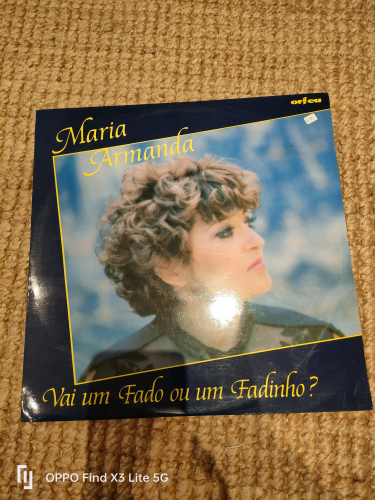 orfeu
Maria
Armanda
Vai um Fado ou um Fadinho?
OPPO Find X3 Lite 5G